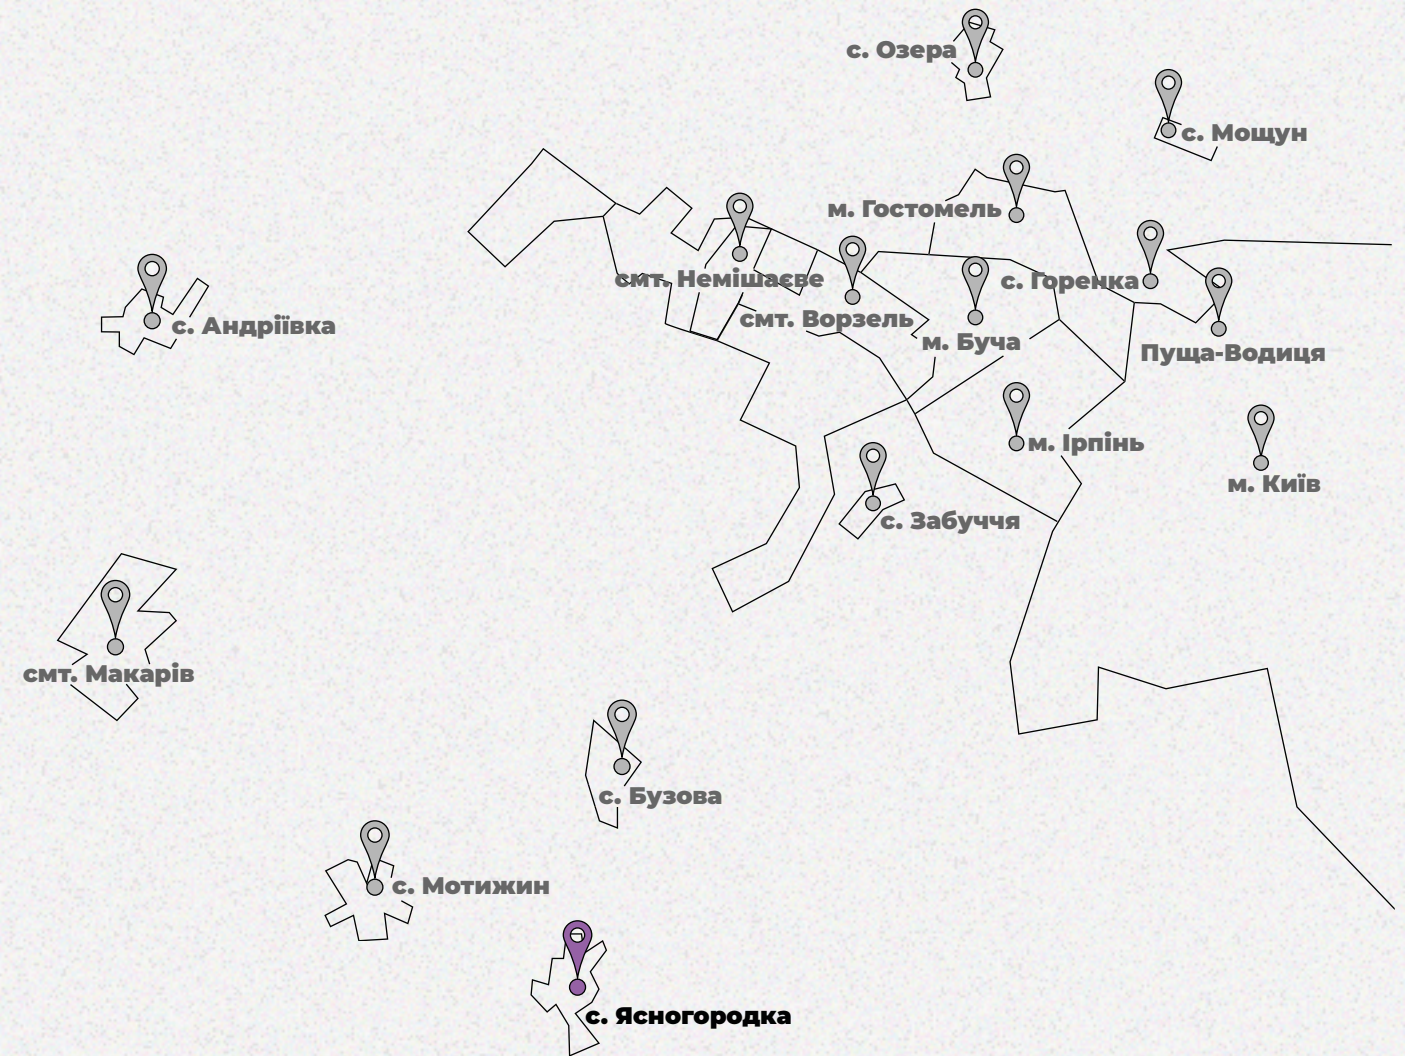 с. Озера
с. Мощун
м. Гостомель
смт. Немішаєве
с. Горенка
смт. Ворзель
с. Андріївка
м. Буча
Пуща-Водиця
м. Ірпінь
м. Київ
с. Забуччя
смт. Макарів
с. Бузова
с. Мотижин
с. Ясногородка